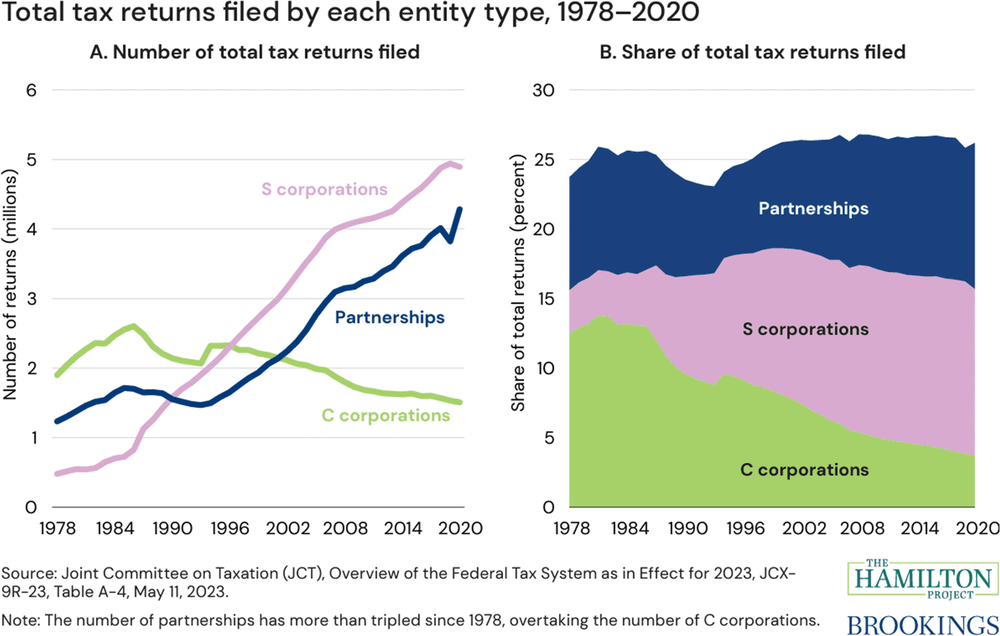 Total tax returns filed by each entity type, 1978–2020
A. Number of total tax returns filed
Number of returns (millions)
6
5
4
3
2
1
0
S corporations
Partnerships
C corporations
1978 1984 1990 1996 2002 2008 2014 2020
B. Share of total tax returns filed
Share of total returns (percent)
30
25
20
15
10
5
0
Partnerships
S corporations
C corporations
1978 1984 1990 1996 2002 2008 2014 2020
Source: Joint Committee on Taxation (JCT), Overview of the Federal Tax System as in Effect for 2023, JCX-
9R-23, Table A-4, May 11, 2023.
Note: The number of partnerships has more than tripled since 1978, overtaking the number of C corporations.
THE
HAMILTON
PROJECT
BROOKINGS